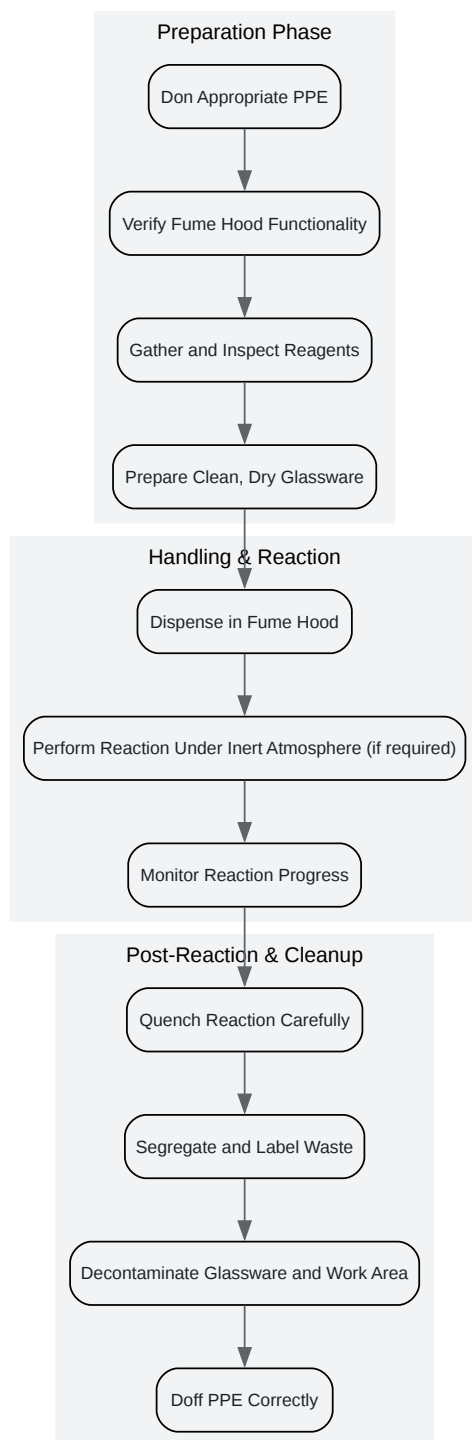 Preparation Phase
Don Appropriate PPE
Verify Fume Hood Functionality
Gather and Inspect Reagents
Prepare Clean, Dry Glassware
Handling & Reaction
Dispense in Fume Hood
Perform Reaction Under Inert Atmosphere (if required)
Monitor Reaction Progress
Post-Reaction & Cleanup
Quench Reaction Carefully
Segregate and Label Waste
Decontaminate Glassware and Work Area
Doff PPE Correctly